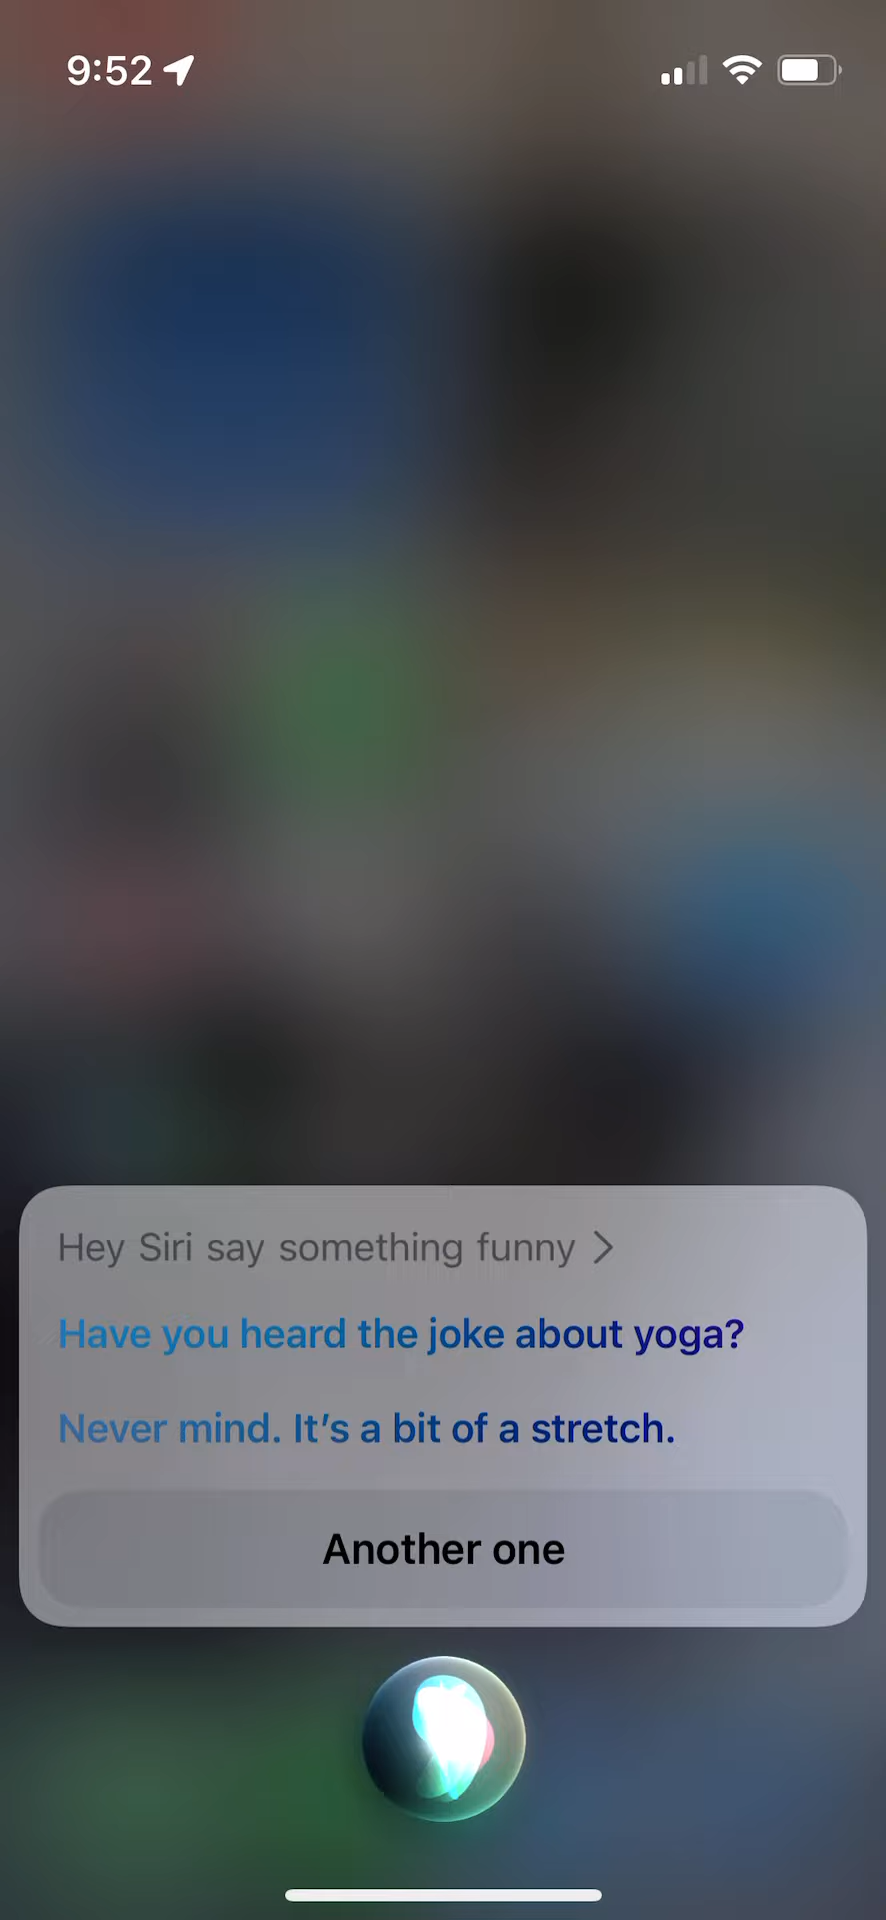 9:52
Hey Siri say something funny
Have you heard the joke about yoga?
Never mind. It’s a bit of a stretch.
Another one